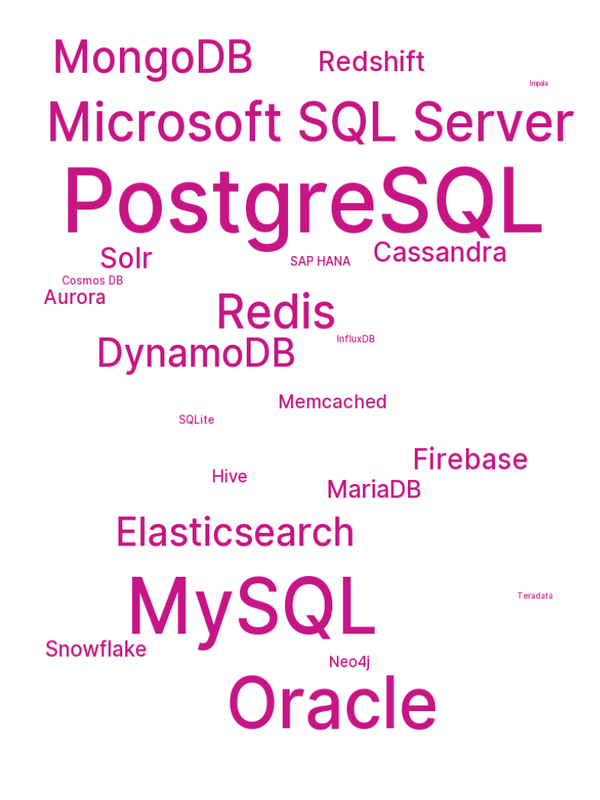 MongoDB
Redshift
Impala
Microsoft SQL Server
PostgreSQL
Solr
SAP HANA
Cassandra
Cosmos DB
Aurora
Redis
InfluxDB
DynamoDB
Memcached
SQLite
Firebase
Hive
MariaDB
Elasticsearch
MySQL
Teradata
Snowflake
Neo4j
Oracle